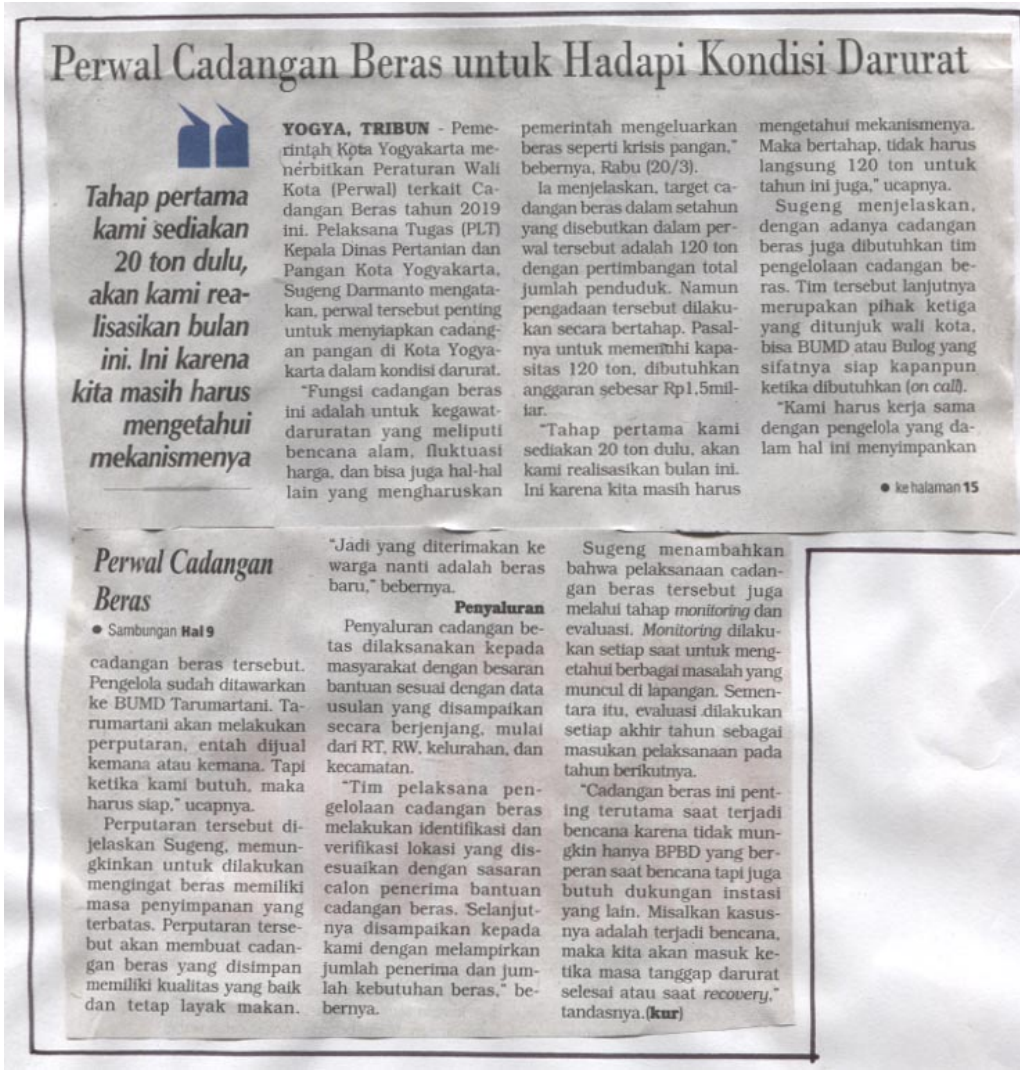 Perwal Cadangan Beras untuk Hadapi Kondisi Darurat
Tahap pertama
kami sediakan
20 ton dulu,
akan kami rea-
lisasikan bulan
ini. Ini karena
kita masih harus
mengetahui
mekanismenya
YOGYA, TRIBUN - Peme-
rintah Kota Yogyakarta me-
nerbitkan Peraturan Wali
Kota (Perwal) terkait Ca-
dangan Beras tahun 2019
ini. Pelaksana Tugas (PLT)
Kepala Dinas Pertanian dan
Pangan Kota Yogyakarta,
Sugeng Darmanto mengata-
kan, perwal tersebut penting
untuk menyiapkan cadang-
an pangan di Kota Yogya-
karta dalam kondisi darurat.
"Fungsi cadangan beras
ini adalah untuk kegawat-
daruratan yang meliputi
bencana alam, fluktuasi
harga, dan bisa juga hal-hal
lain yang mengharuskan
pemerintah mengeluarkan
beras seperti krisis pangan,"
bebernya, Rabu (20/3).
Ia menjelaskan, target ca-
dangan beras dalam setahun
yang disebutkan dalam per-
wal tersebut adalah 120 ton
dengan pertimbangan total
jumlah penduduk. Namun
pengadaan tersebut dilaku-
kan secara bertahap. Pasal-
nya untuk memenuhi kapa-
sitas 120 ton, dibutuhkan
anggaran sebesar Rp1,5mil-
iar.
"Tahap pertama kami
sediakan 20 ton dulu, akan
kami realisasikan bulan ini.
Ini karena kita masih harus
mengetahui mekanismenya.
Maka bertahap, tidak harus
langsung 120 ton untuk
tahun ini juga," ucapnya.
Sugeng menjelaskan,
dengan adanya cadangan
beras juga dibutuhkan tim
pengelolaan cadangan be-
ras. Tim tersebut lanjutnya
merupakan pihak ketiga
yang ditunjuk wali kota,
bisa BUMD atau Bulog yang
sifatnya siap kapanpun
ketika dibutuhkan (on call).
"Kami harus kerja sama
dengan pengelola yang da-
lam hal ini menyimpankan
● ke halaman 15
Perwal Cadangan
Beras
● Sambungan Hal 9
cadangan beras tersebut.
Pengelola sudah ditawarkan
ke BUMD Tarumartani. Ta-
rumartani akan melakukan
perputaran, entah dijual
kemana atau kemana. Tapi
ketika kami butuh, maka
harus siap," ucapnya.
Perputaran tersebut di-
jelaskan Sugeng, memun-
gkinkan untuk dilakukan
mengingat beras memiliki
masa penyimpanan yang
terbatas. Perputaran terse-
but akan membuat cadan-
gan beras yang disimpan
memiliki kualitas yang baik
dan tetap layak makan.
"Jadi yang diterimakan ke
warga nanti adalah beras
baru," bebernya.
Penyaluran
Penyaluran cadangan be-
tas dilaksanakan kepada
masyarakat dengan besaran
bantuan sesuai dengan data
usulan yang disampaikan
secara berjenjang, mulai
dari RT, RW, kelurahan, dan
kecamatan.
"Tim pelaksana pen-
gelolaan cadangan beras
melakukan identifikasi dan
verifikasi lokasi yang dis-
esuaikan dengan sasaran
calon penerima bantuan
cadangan beras. Selanjut-
nya disampaikan kepada
kami dengan melampirkan
jumlah penerima dan jum-
lah kebutuhan beras," be-
bernya.
Sugeng menambahkan
bahwa pelaksanaan cadan-
gan beras tersebut juga
melalui tahap monitoring dan
evaluasi. Monitoring dilaku-
kan setiap saat untuk meng-
etahui berbagai masalah yang
muncul di lapangan. Semen-
tara itu, evaluasi dilakukan
setiap akhir tahun sebagai
masukan pelaksanaan pada
tahun berikutnya.
"Cadangan beras ini pent-
ing terutama saat terjadi
bencana karena tidak mun-
gkin hanya BPBD yang ber-
peran saat bencana tapi juga
butuh dukungan instasi
yang lain. Misalkan kasus-
nya adalah terjadi bencana,
maka kita akan masuk ke-
tika masa tanggap darurat
selesai atau saat recovery,"
tandasnya.(kur)